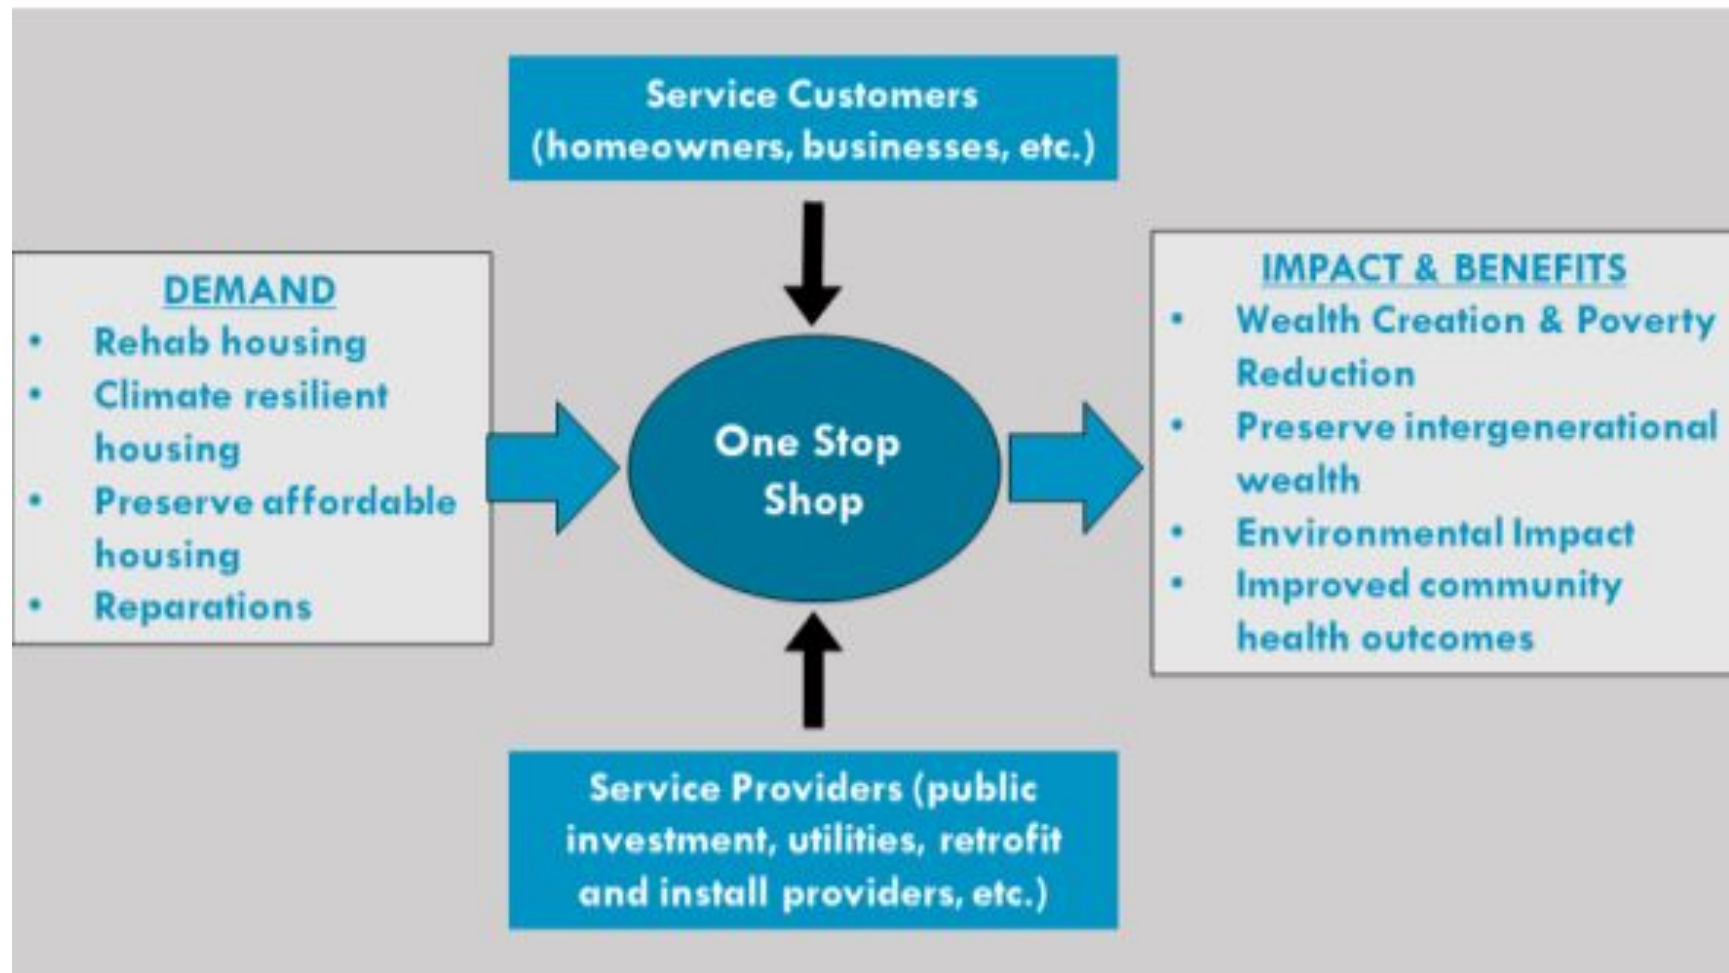 Service Customers
(homeowners, businesses, etc.)
DEMAND
• Rehab housing
• Climate resilient
housing
• Preserve affordable
housing
• Reparations
One Stop
Shop
IMPACT & BENEFITS
• Wealth Creation & Poverty
Reduction
• Preserve intergenerational
wealth
• Environmental Impact
• Improved community
health outcomes
Service Providers (public
investment, utilities, retrofit
and install providers, etc.)